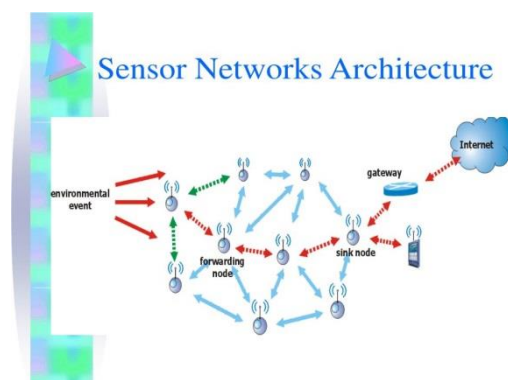 Sensor Networks Architecture
Internet
gateway
environmental
event
forwarding
node
sink node